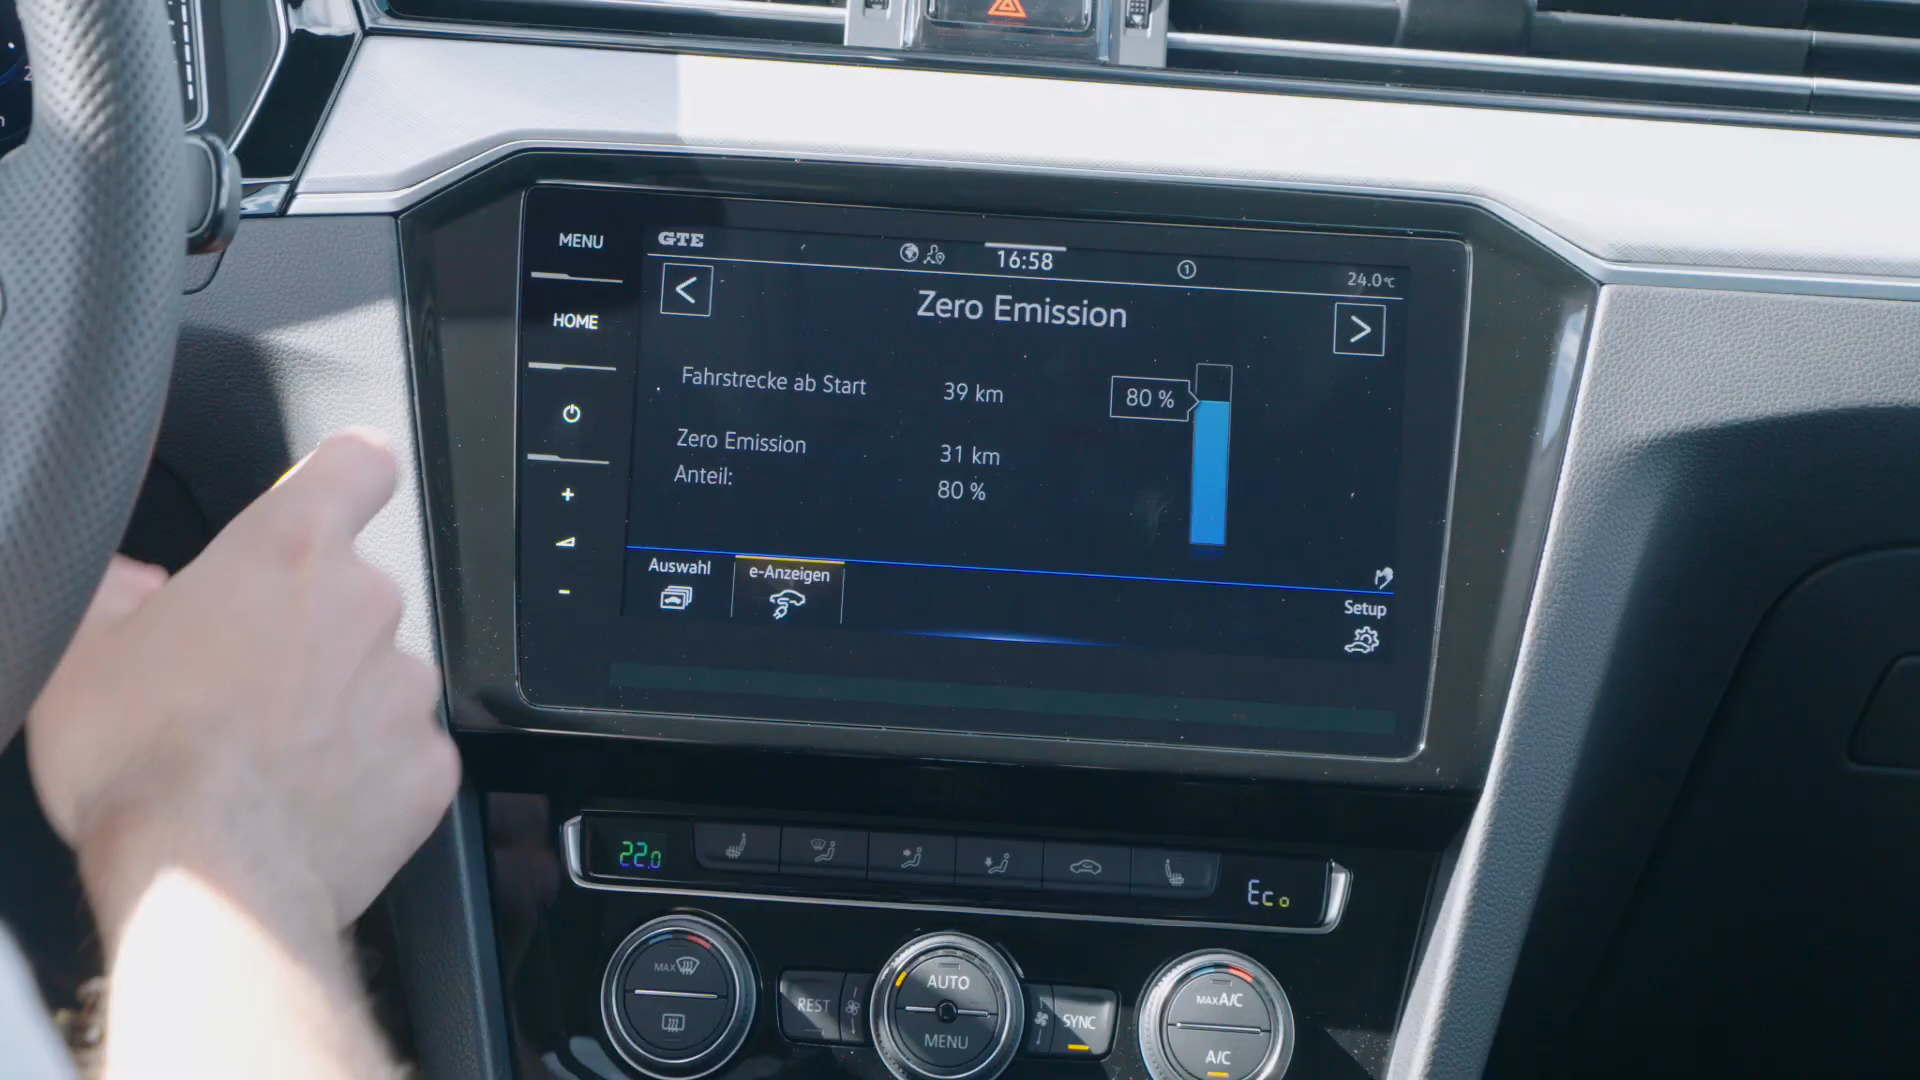 MENU
HOME
GTE
16:58
1
24.0°C
<
Zero Emission
>
Fahrstrecke ab Start 39 km
80 %
Zero Emission 31 km
Anteil: 80 %
Auswahl
e-Anzeigen
Setup
+
-
22.0
Eco
MAX
REST
AUTO
MENU
SYNC
MAX A/C
A/C